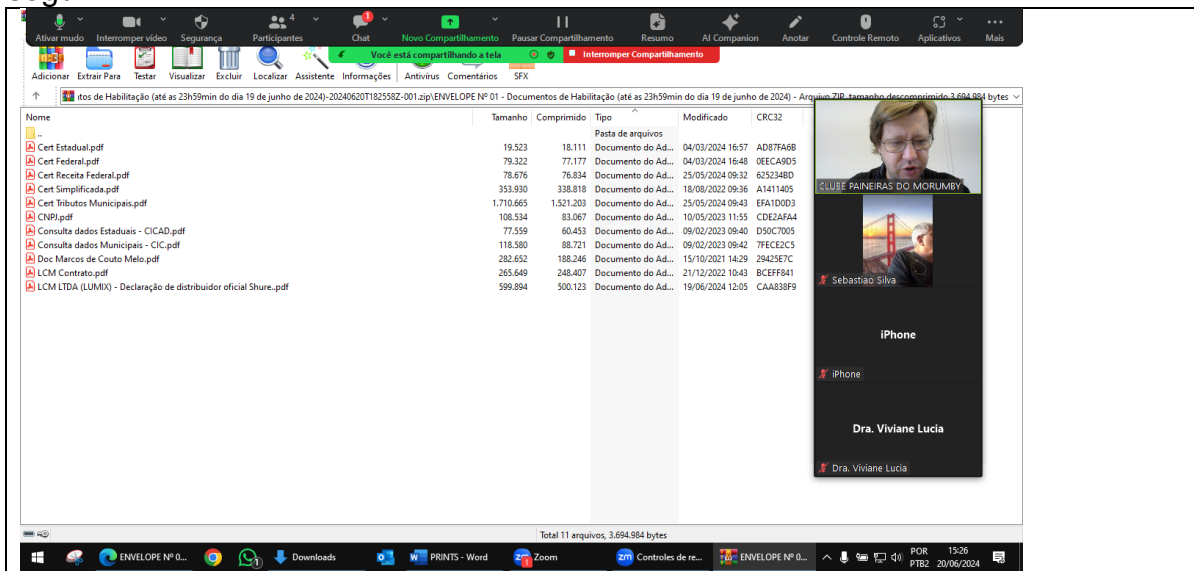 Ativar mudo Interromper vídeo Segurança Participantes 4 Chat 1 Novo Compartilhamento Pausar Compartilhamento Resumo AI Companion Anotar Controle Remoto Aplicativos Mais
Você está compartilhando a tela Interromper Compartilhamento
Adicionar Extrair Para Testar Visualizar Excluir Localizar Assistente Informações Antivírus Comentários SFX
itos de Habilitação (até as 23h59min do dia 19 de junho de 2024)-20240620T182558Z-001.zip\ENVELOPE Nº 01 - Documentos de Habilitação (até as 23h59min do dia 19 de junho de 2024) - Arquivo ZIP, tamanho descomprimido 3.694.984 bytes
Nome Tamanho Comprimido Tipo Modificado CRC32
.. Pasta de arquivos
Cert Estadual.pdf 19.523 18.111 Documento do Ad... 04/03/2024 16:57 AD87FA6B
Cert Federal.pdf 79.322 77.177 Documento do Ad... 04/03/2024 16:48 0EECA9D5
Cert Receita Federal.pdf 78.676 76.834 Documento do Ad... 25/05/2024 09:32 625234BD
Cert Simplificada.pdf 353.930 338.818 Documento do Ad... 18/08/2022 09:36 A1411405
Cert Tributos Municipais.pdf 1.710.665 1.521.203 Documento do Ad... 25/05/2024 09:43 EFA1D0D3
CNPJ.pdf 108.534 83.067 Documento do Ad... 10/05/2023 11:55 CDE2AFA4
Consulta dados Estaduais - CICAD.pdf 77.559 60.453 Documento do Ad... 09/02/2023 09:40 D50C7005
Consulta dados Municipais - CIC.pdf 118.580 88.721 Documento do Ad... 09/02/2023 09:42 7FECE2C5
Doc Marcos de Couto Melo.pdf 282.652 188.246 Documento do Ad... 15/10/2021 14:29 29425E7C
LCM Contrato.pdf 265.649 248.407 Documento do Ad... 21/12/2022 10:43 BCEFF841
LCM LTDA (LUMIX) - Declaração de distribuidor oficial Shure..pdf 599.894 500.123 Documento do Ad... 19/06/2024 12:05 CAA838F9
CLUBE PAINEIRAS DO MORUMBY
Sebastiao Silva
iPhone
iPhone
Dra. Viviane Lucia
Dra. Viviane Lucia
Total 11 arquivos, 3.694.984 bytes
ENVELOPE Nº 0... Downloads PRINTS - Word Zoom Controles de re... ENVELOPE Nº 0... POR 15:26
PTB2 20/06/2024